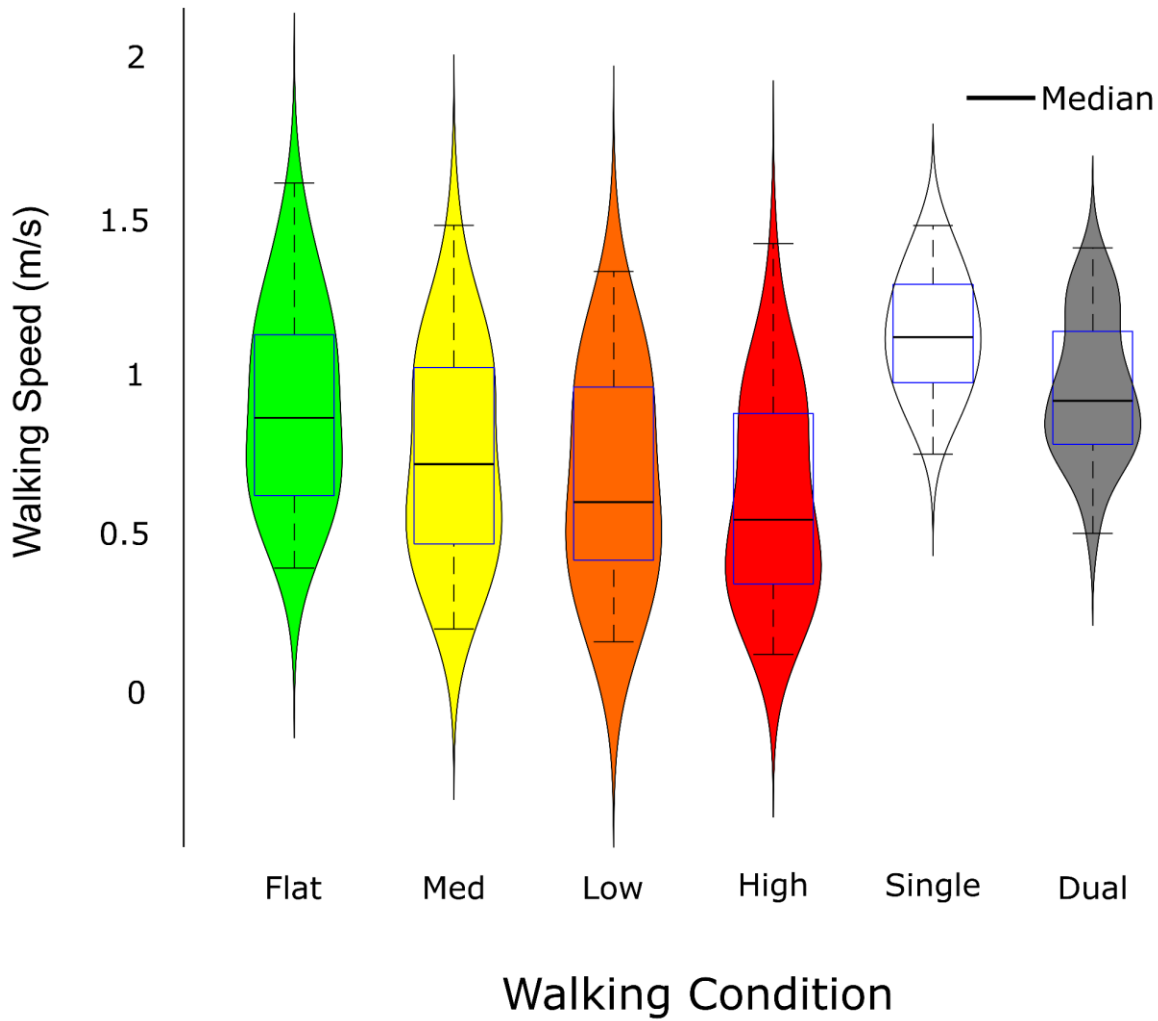 2
1.5
1
0.5
0
Walking Speed (m/s)
Median
Flat
Med
Low
High
Single
Dual
Walking Condition